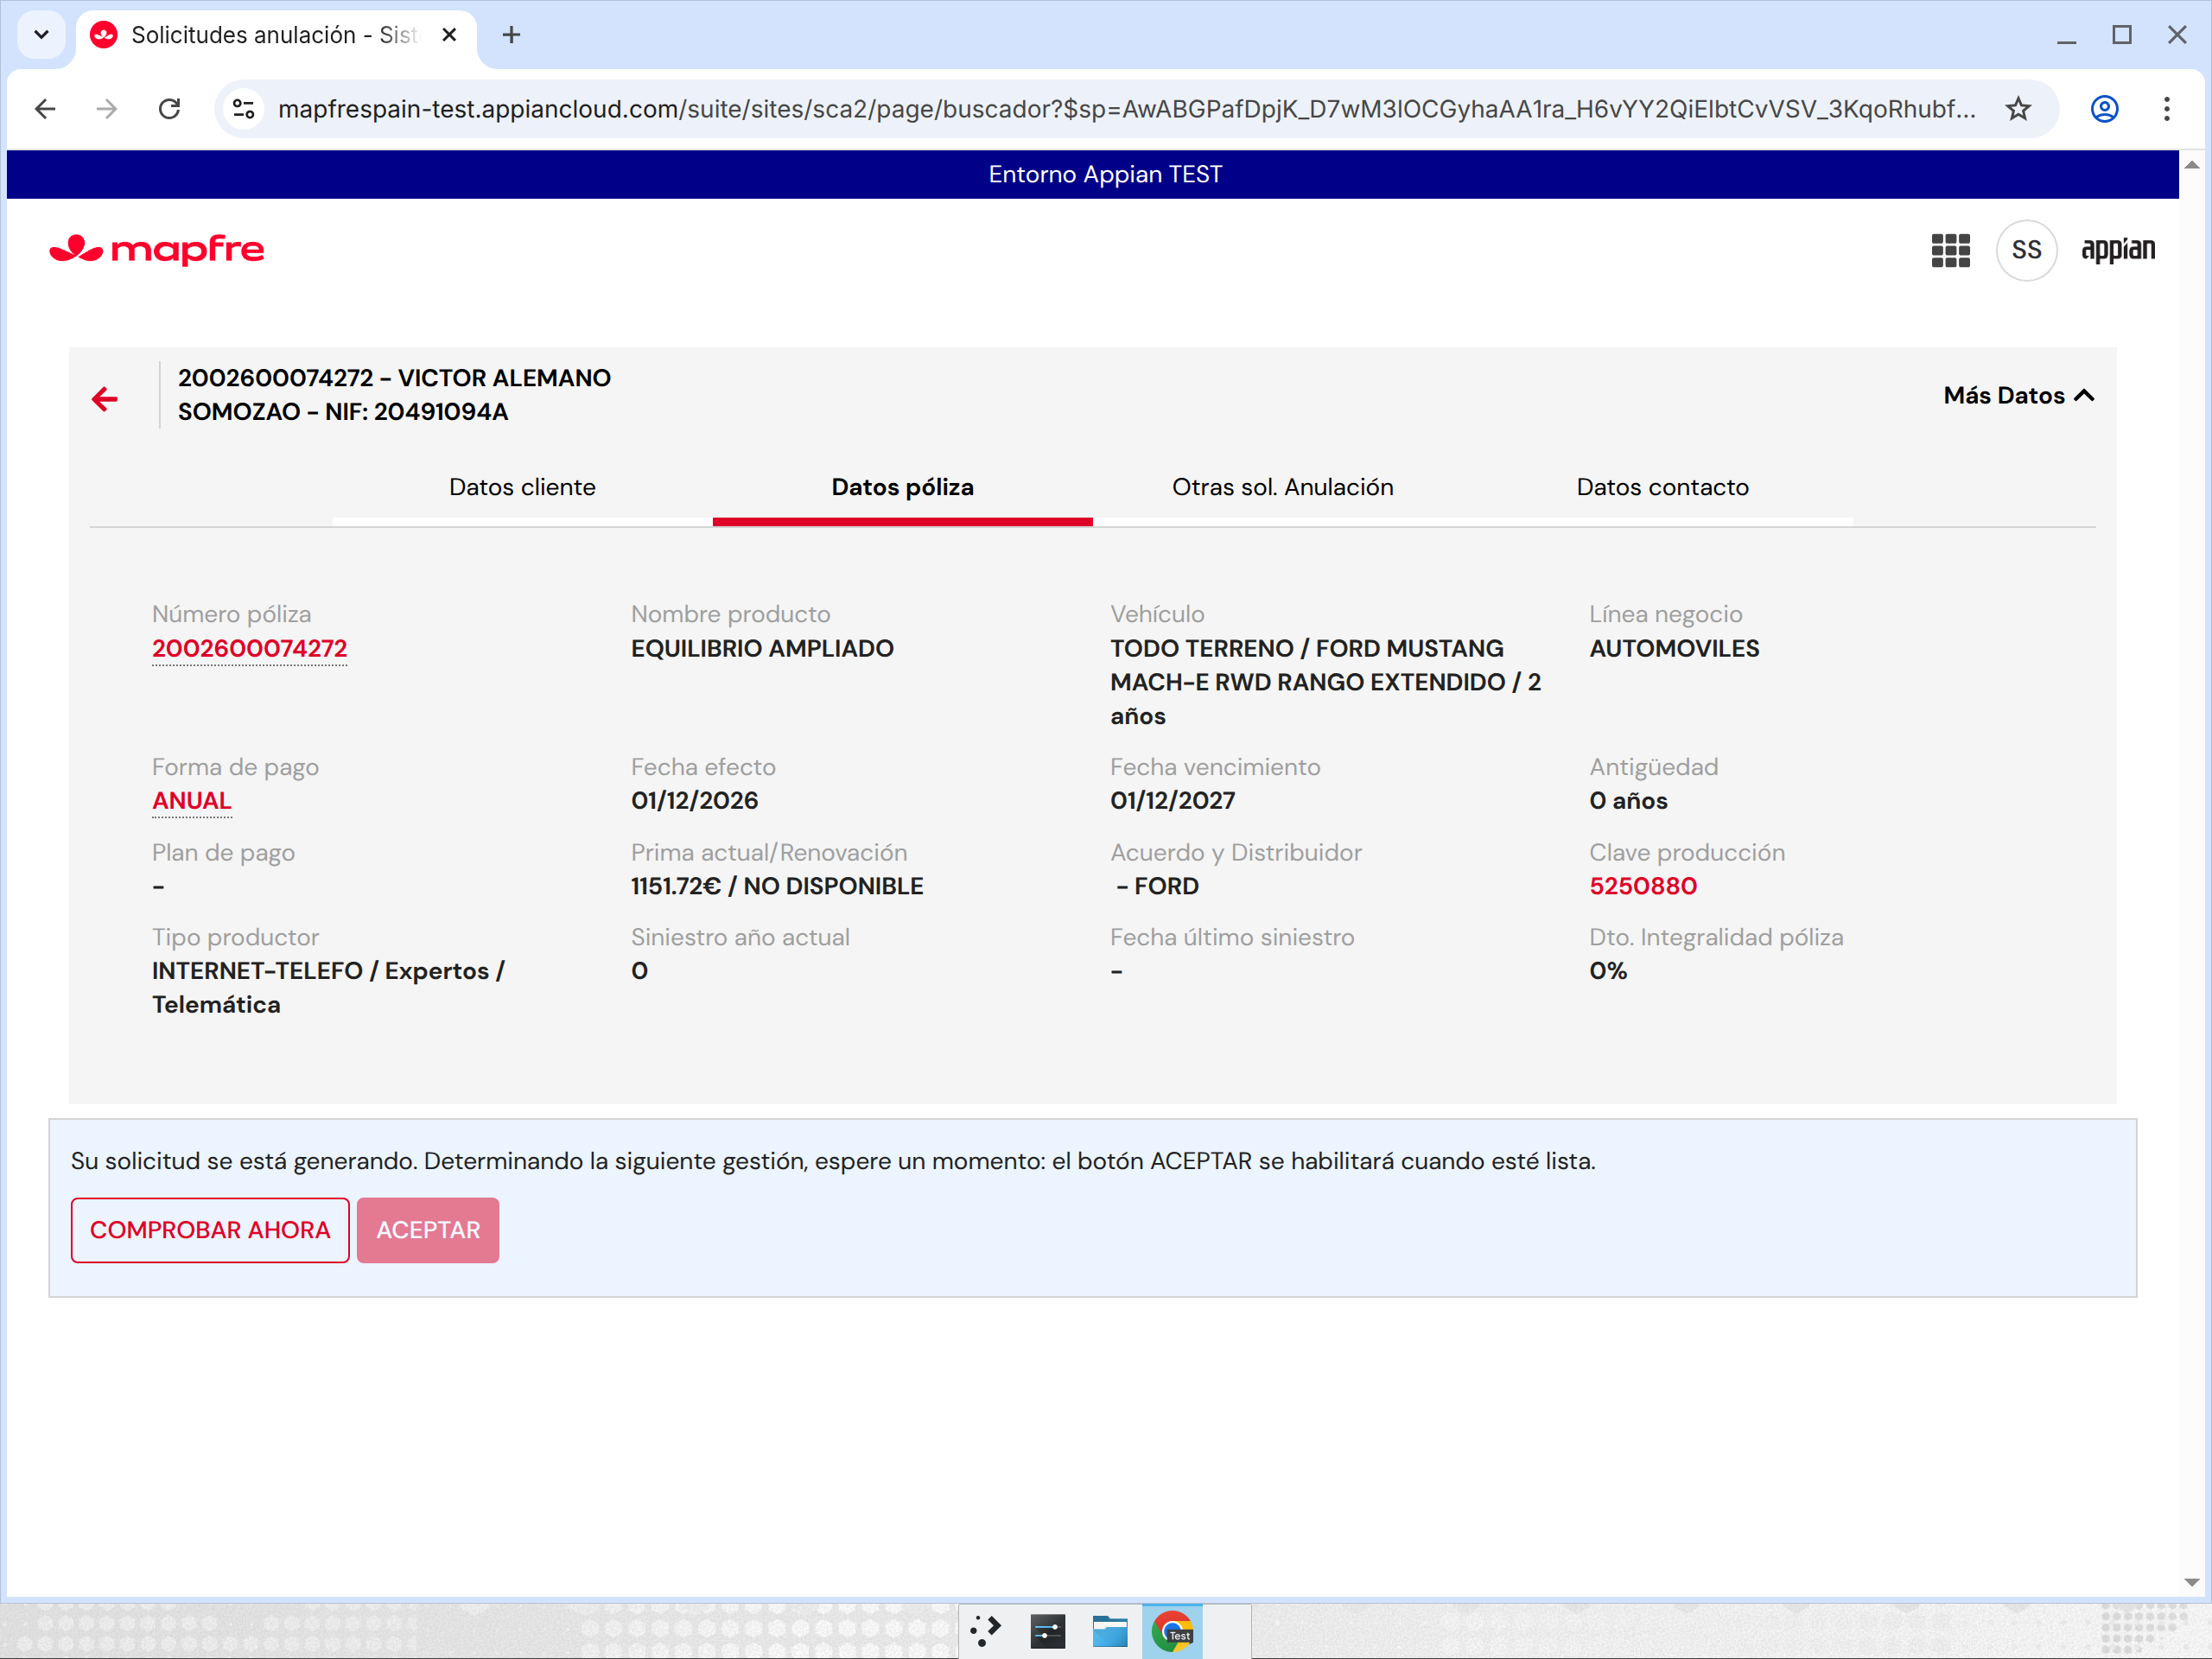 Solicitudes anulación - Sist
mapfrespain-test.appiancloud.com/suite/sites/sca2/page/buscador?$sp=AwABGPafDpjK_D7wM3lOCGyhaAA1ra_H6vYY2QiEIbtCvVSV_3KqoRhubf...
Entorno Appian TEST
mapfre
SS
appian
2002600074272 - VICTOR ALEMANO
SOMOZAO - NIF: 20491094A
Más Datos
Datos cliente
Datos póliza
Otras sol. Anulación
Datos contacto
Número póliza
2002600074272
Nombre producto
EQUILIBRIO AMPLIADO
Vehículo
TODO TERRENO / FORD MUSTANG
MACH-E RWD RANGO EXTENDIDO / 2
años
Línea negocio
AUTOMOVILES
Forma de pago
ANUAL
Fecha efecto
01/12/2026
Fecha vencimiento
01/12/2027
Antigüedad
0 años
Plan de pago
-
Prima actual/Renovación
1151.72€ / NO DISPONIBLE
Acuerdo y Distribuidor
- FORD
Clave producción
5250880
Tipo productor
INTERNET-TELEFO / Expertos /
Telemática
Siniestro año actual
0
Fecha último siniestro
-
Dto. Integralidad póliza
0%
Su solicitud se está generando. Determinando la siguiente gestión, espere un momento: el botón ACEPTAR se habilitará cuando esté lista.
COMPROBAR AHORA
ACEPTAR
Test